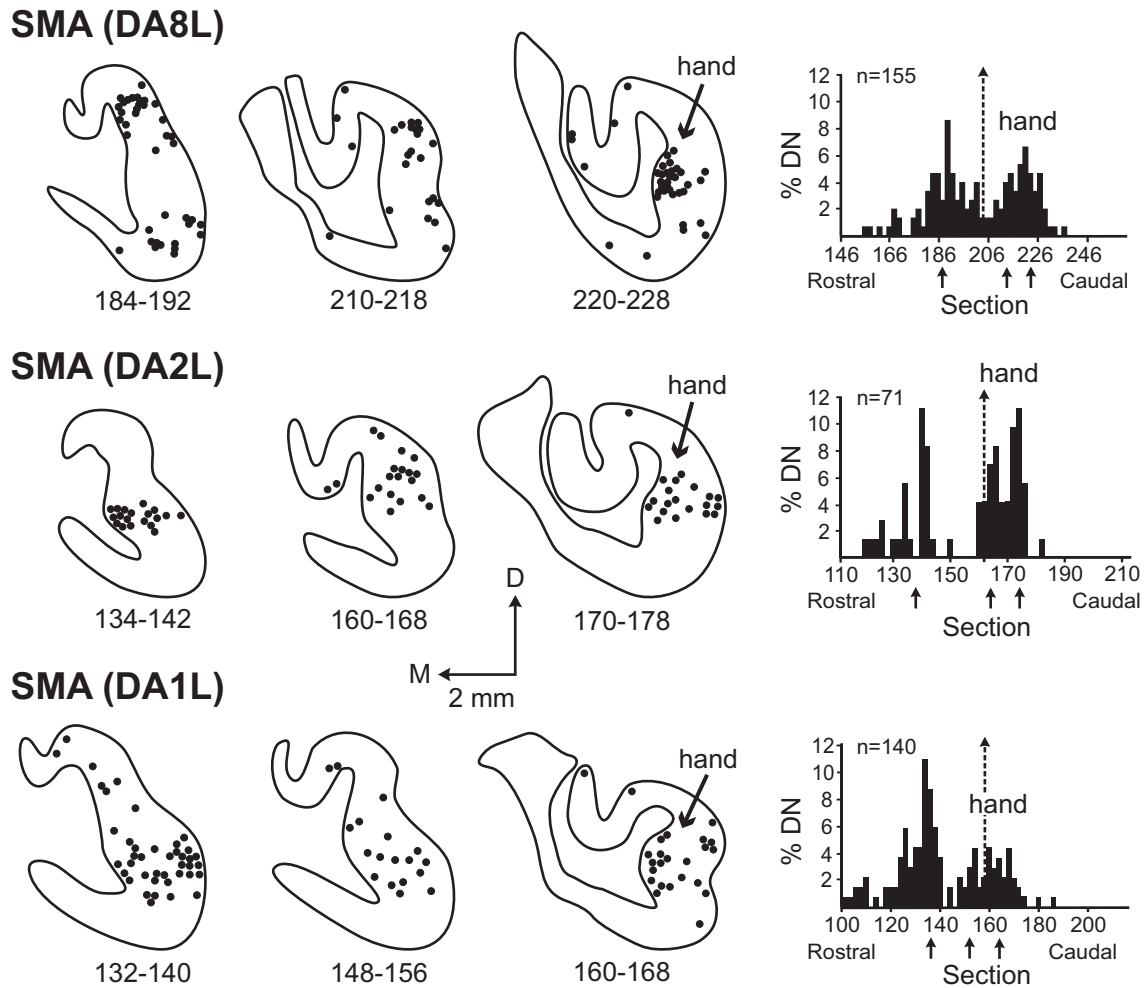 SMA (DA8L)
hand
184-192
210-218
220-228
n=155
hand
% DN
12
10
8
6
4
2
146 166 186 206 226 246
Rostral
Caudal
Section
SMA (DA2L)
hand
134-142
160-168
170-178
hand
n=71
% DN
12
10
8
6
4
2
110 130 150 170 190 210
Rostral
Caudal
Section
D
M
2 mm
SMA (DA1L)
hand
132-140
148-156
160-168
n=140
hand
% DN
12
10
8
6
4
2
100 120 140 160 180 200
Rostral
Caudal
Section